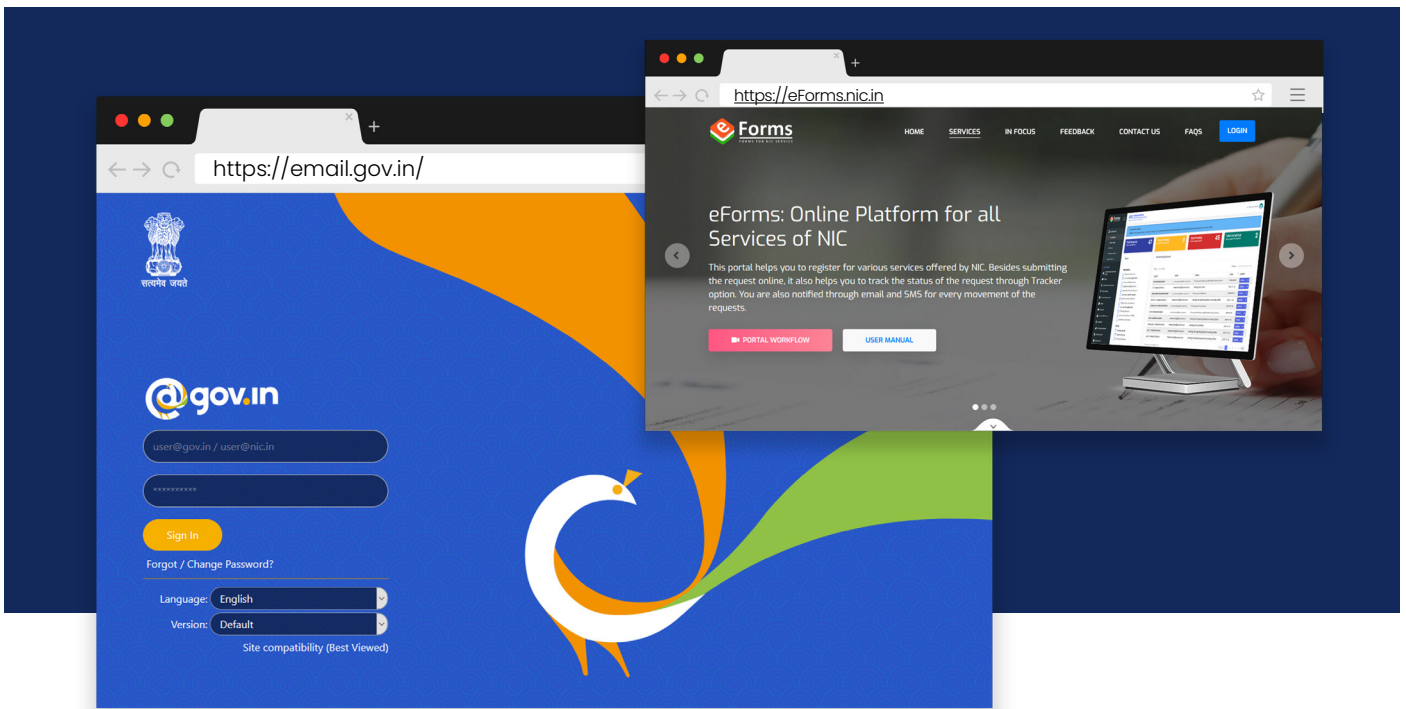 https://email.gov.in/
सत्यमेव जयते
@gov.in
user@gov.in / user@nic.in
**********
Sign In
Forgot / Change Password?
Language: English
Version: Default
Site compatibility (Best Viewed)
https://eForms.nic.in
e Forms
FORMS FOR NIC SERVICE
HOME SERVICES IN FOCUS FEEDBACK CONTACT US FAQS LOGIN
eForms: Online Platform for all
Services of NIC
This portal helps you to register for various services offered by NIC. Besides submitting
the request online, it also helps you to track the status of the request through Tracker
option. You are also notified through email and SMS for every movement of the
requests.
PORTAL WORKFLOW USER MANUAL